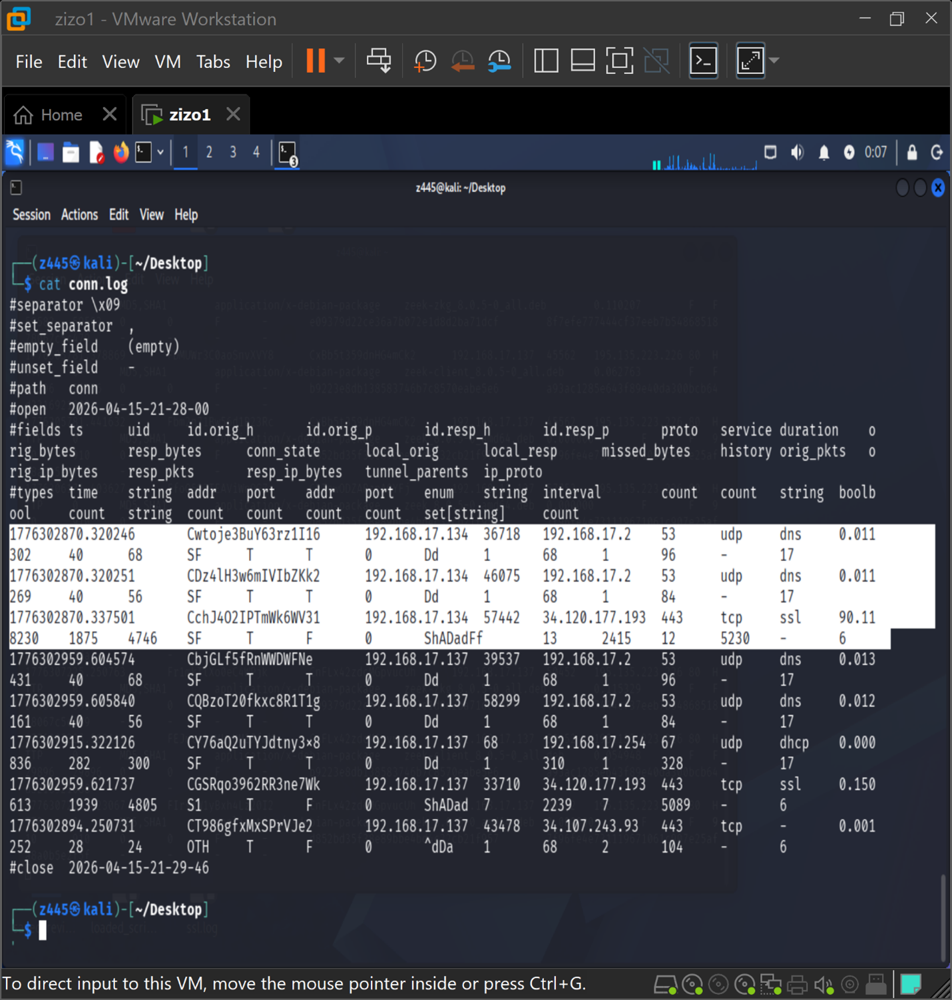 zizo1 - VMware Workstation
File Edit View VM Tabs Help
Home zizo1
1 2 3 4 3 0:07
z445@kali: ~/Desktop
Session Actions Edit View Help
┌──(z445㉿kali)-[~/Desktop]
└─$ cat conn.log
#separator \x09
#set_separator ,
#empty_field (empty)
#unset_field -
#path conn
#open 2026-04-15-21-28-00
#fields ts uid id.orig_h id.orig_p id.resp_h id.resp_p proto service duration o
rig_bytes resp_bytes conn_state local_orig local_resp missed_bytes history orig_pkts o
rig_ip_bytes resp_pkts resp_ip_bytes tunnel_parents ip_proto
#types time string addr port addr port enum string interval count count string boolb
ool count string count count count count set[string] count
1776302870.320246 Cwtoje3BuY63rz1I16 192.168.17.134 36718 192.168.17.2 53 udp dns 0.011
302 40 68 SF T T 0 Dd 1 68 1 96 - 17
1776302870.320251 CDz4lH3w6mIVIbZKk2 192.168.17.134 46075 192.168.17.2 53 udp dns 0.011
269 40 56 SF T T 0 Dd 1 68 1 84 - 17
1776302870.337501 CchJ4O2IPTmWk6WV31 192.168.17.134 57442 34.120.177.193 443 tcp ssl 90.11
8230 1875 4746 SF T F 0 ShADadFf 13 2415 12 5230 - 6
1776302959.604574 CbjGLf5fRnWWDWFNe 192.168.17.137 39537 192.168.17.2 53 udp dns 0.013
431 40 68 SF T T 0 Dd 1 68 1 96 - 17
1776302959.605840 CQBzoT20fkxc8R1T1g 192.168.17.137 58299 192.168.17.2 53 udp dns 0.012
161 40 56 SF T T 0 Dd 1 68 1 84 - 17
1776302915.322126 CY76aQ2uTYJdtny3×8 192.168.17.137 68 192.168.17.254 67 udp dhcp 0.000
836 282 300 SF T T 0 Dd 1 310 1 328 - 17
1776302959.621737 CGSRqo3962RR3ne7Wk 192.168.17.137 33710 34.120.177.193 443 tcp ssl 0.150
613 1939 4805 S1 T F 0 ShADad 7 2239 7 5089 - 6
1776302894.250731 CT986gfxMxSPrVJe2 192.168.17.137 43478 34.107.243.93 443 tcp - 0.001
252 28 24 OTH T F 0 ^dDa 1 68 2 104 - 6
#close 2026-04-15-21-29-46
┌──(z445㉿kali)-[~/Desktop]
└─$
To direct input to this VM, move the mouse pointer inside or press Ctrl+G.